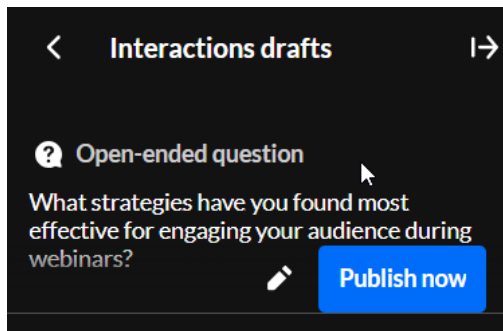 Interactions drafts
Open-ended question
What strategies have you found most
effective for engaging your audience during
webinars?
Publish now